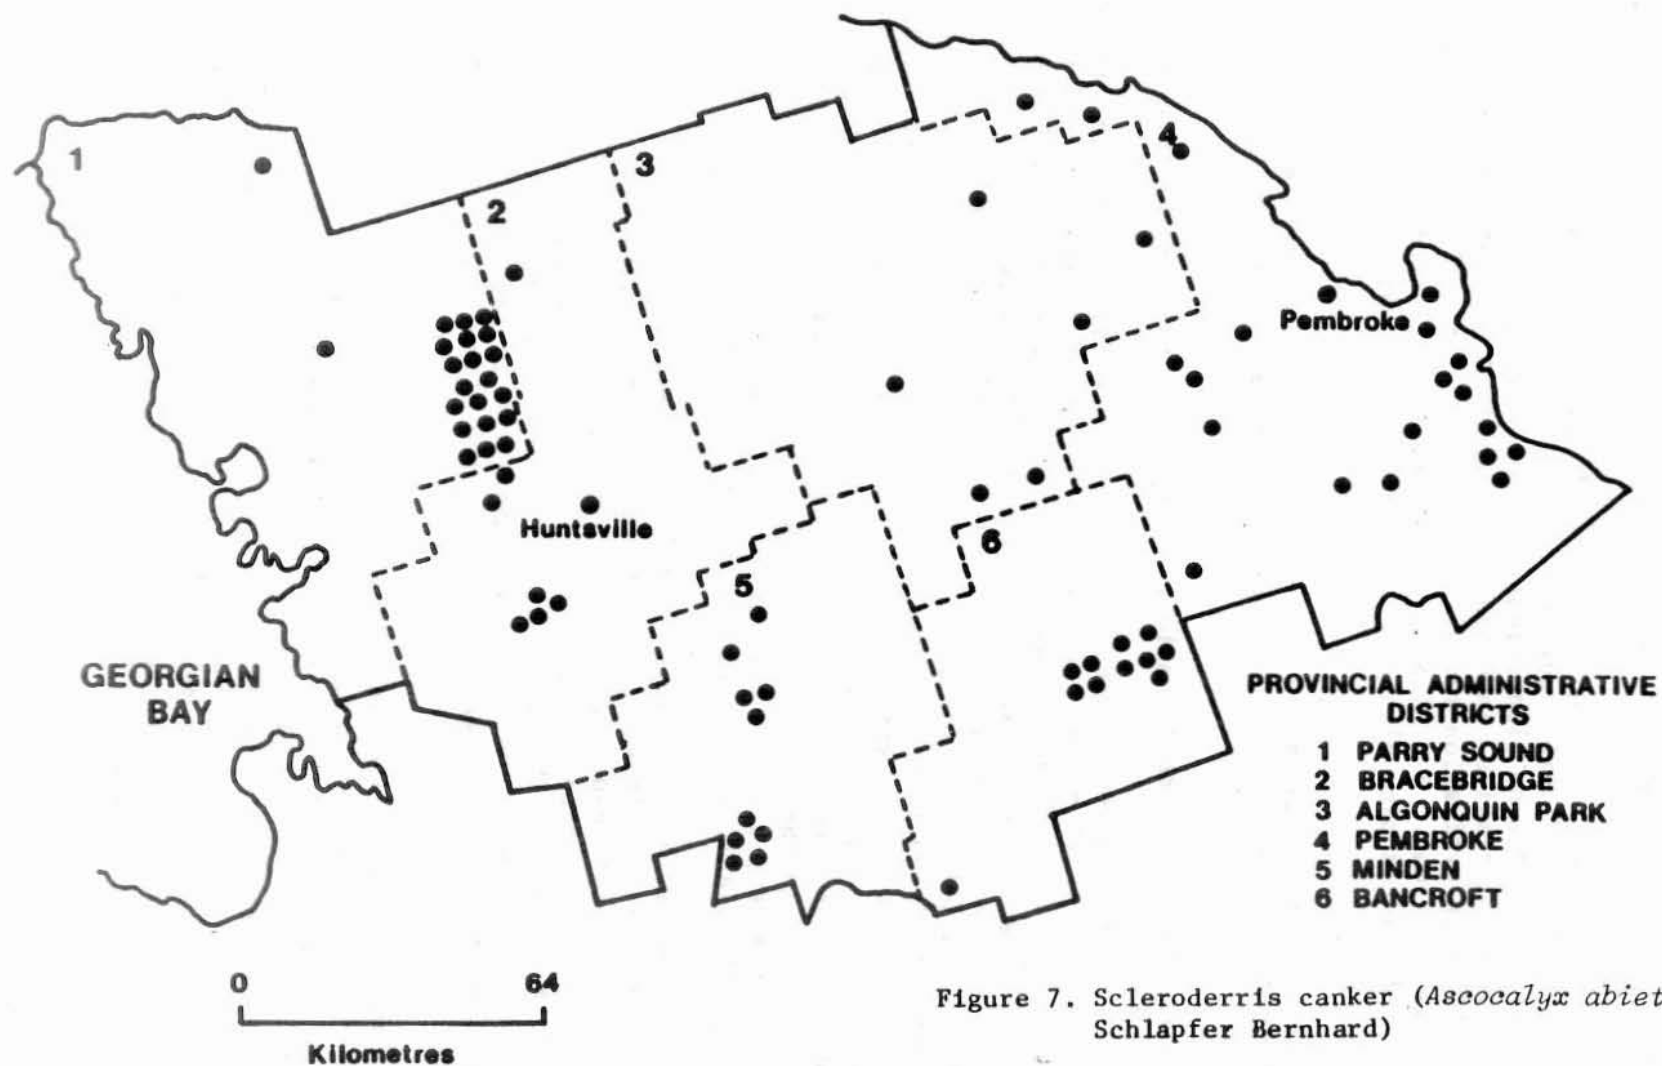 1
2
3
4
Pembroke
Huntsville
5
6
GEORGIAN
BAY
PROVINCIAL ADMINISTRATIVE
DISTRICTS
1 PARRY SOUND
2 BRACEBRIDGE
3 ALGONQUIN PARK
4 PEMBROKE
5 MINDEN
6 BANCROFT
0 64
Kilometres
Figure 7. Scleroderris canker (Ascocalyx abiet
Schlapfer Bernhard)